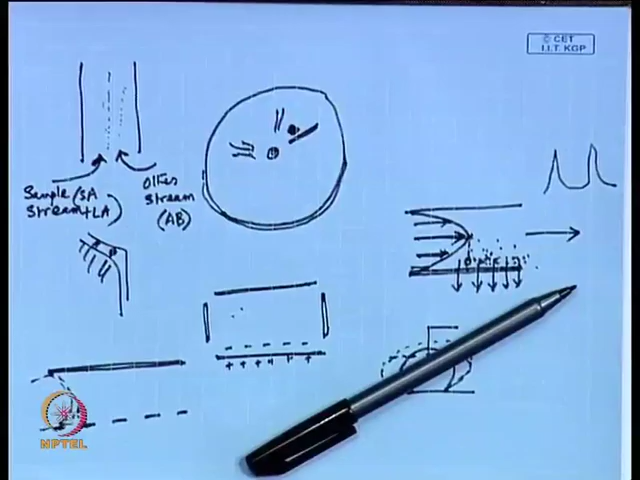 © CET
I.I.T. KGP
Sample (SA
Stream + LA)
Other
Stream
(AB)
NPTEL